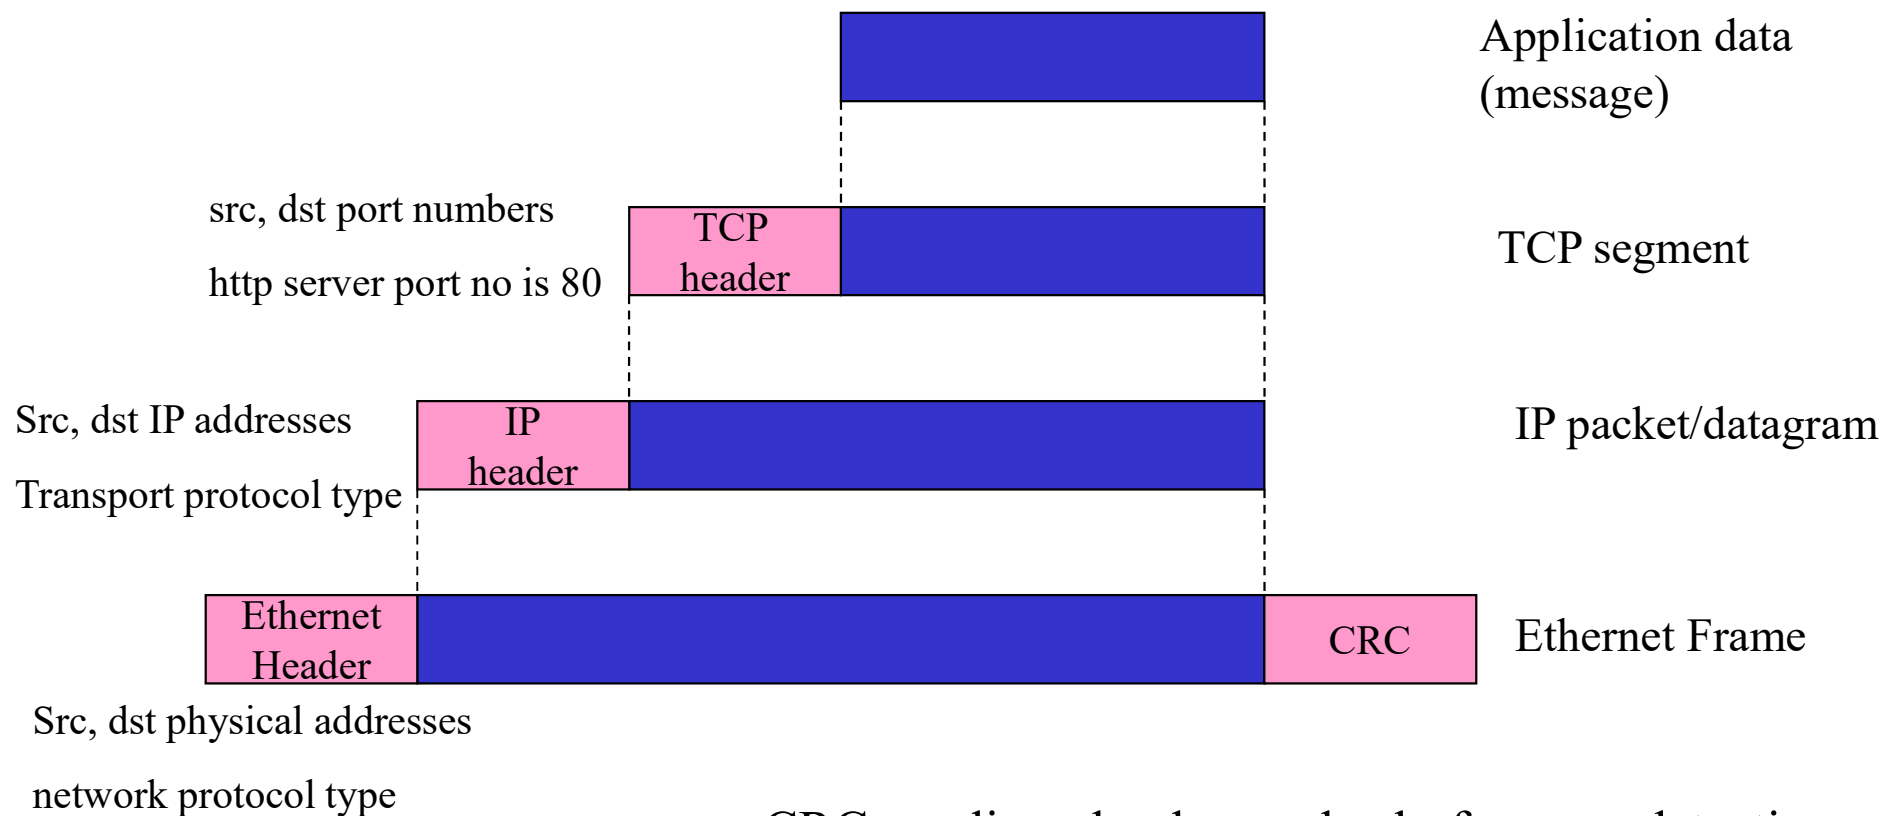 Application data
(message)
src, dst port numbers
TCP
header
TCP segment
http server port no is 80
Src, dst IP addresses
IP
header
IP packet/datagram
Transport protocol type
Ethernet
Header
CRC
Ethernet Frame
Src, dst physical addresses
network protocol type